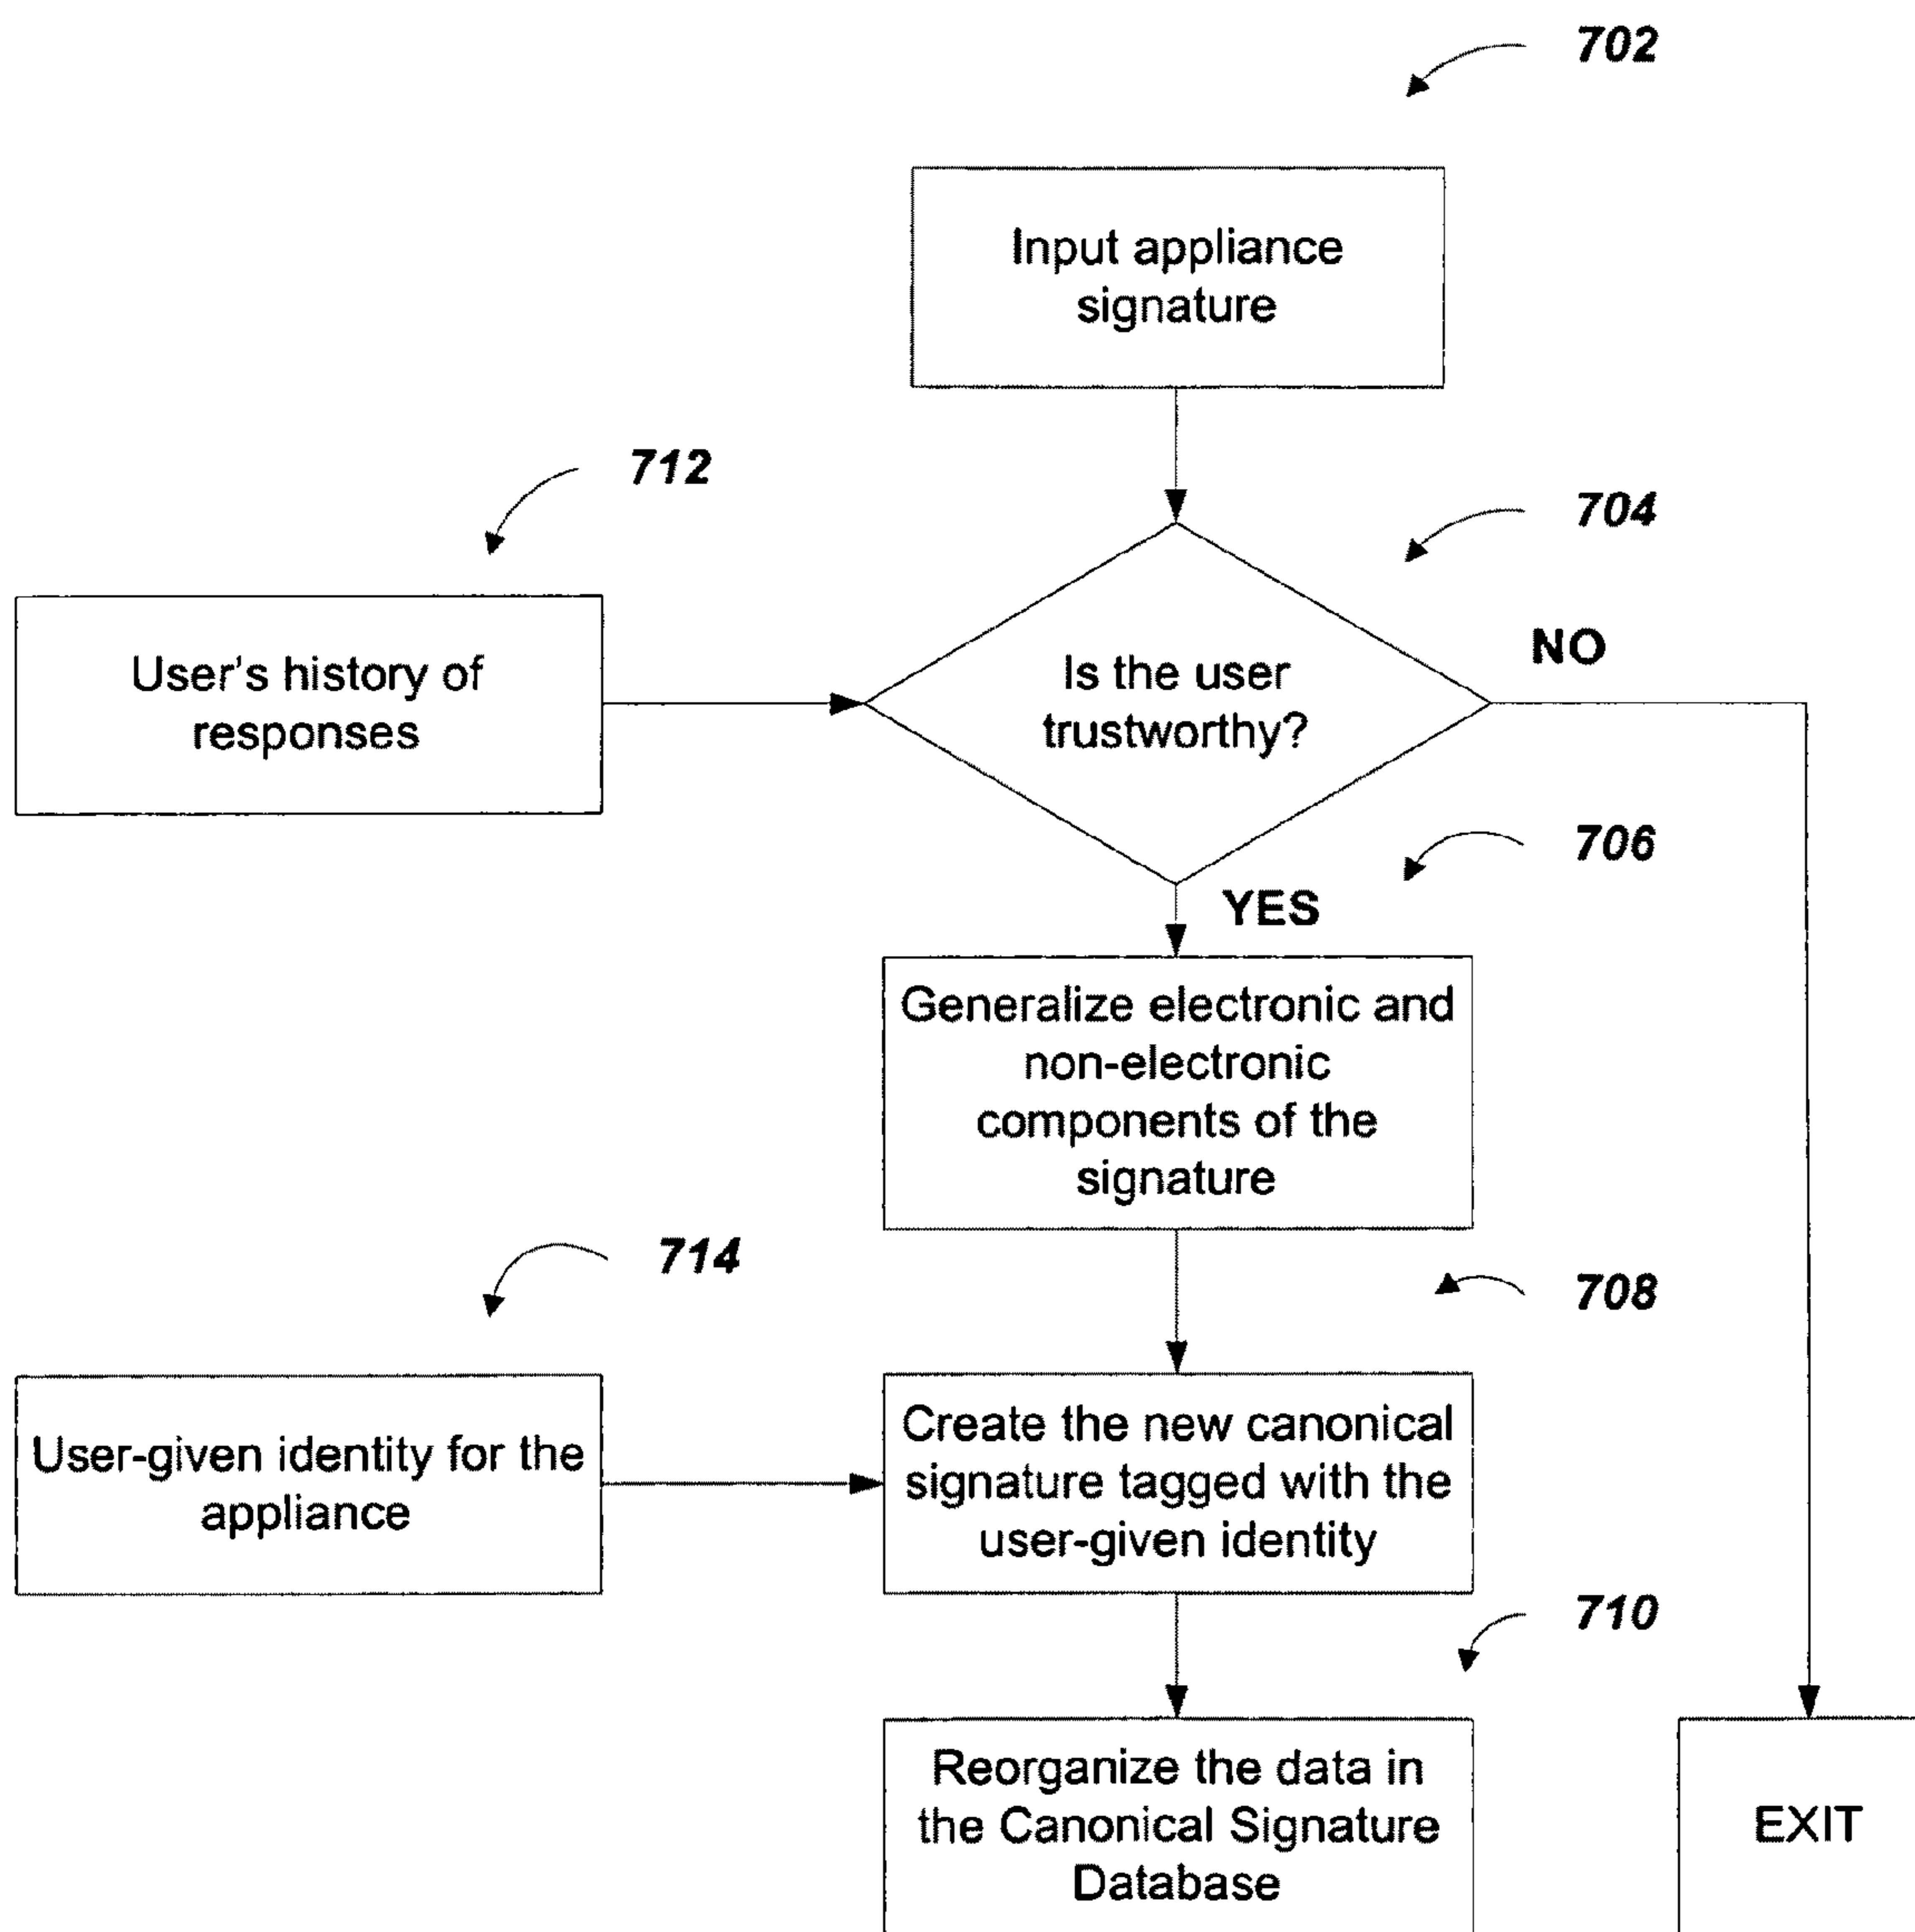 702
Input appliance
signature
712
704
User's history of
responses
Is the user
trustworthy?
NO
706
YES
Generalize electronic and
non-electronic
components of the
signature
714
708
User-given identity for the
appliance
Create the new canonical
signature tagged with the
user-given identity
710
Reorganize the data in
the Canonical Signature
Database
EXIT